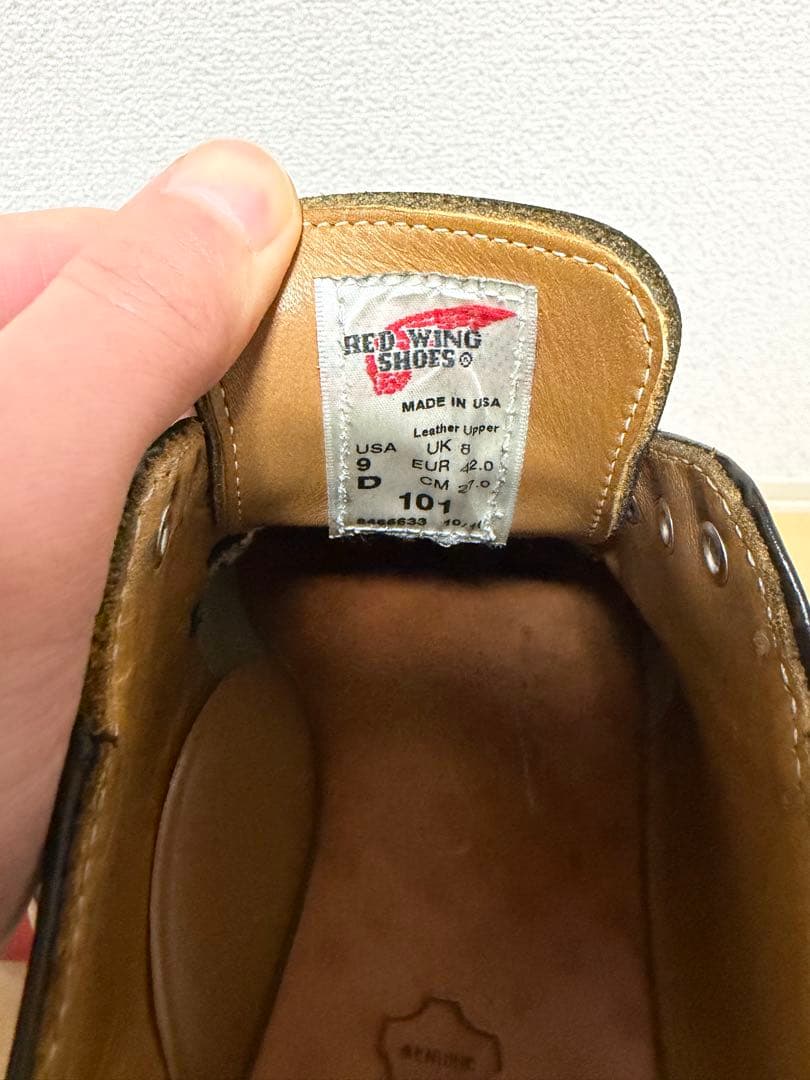 RED WING
SHOES®
MADE IN USA
Leather Upper
USA UK 8
9 EUR 42.0
D CM 27.0
101
GENUINE